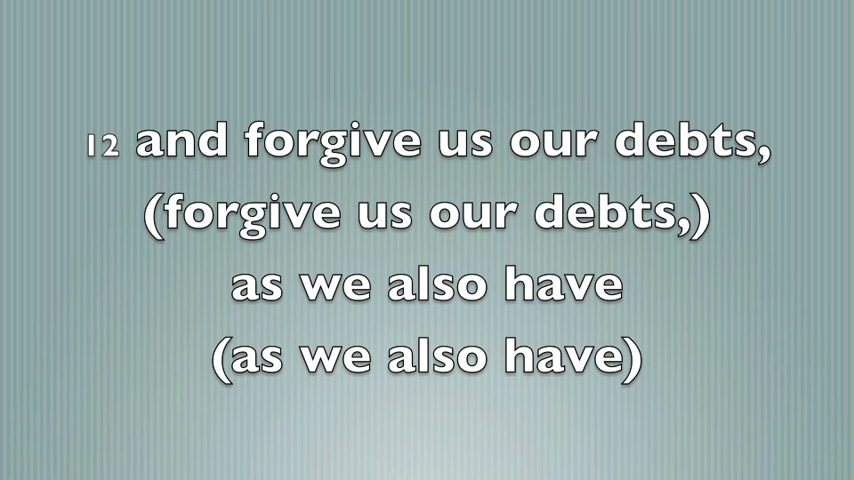 12 and forgive us our debts,
(forgive us our debts,)
as we also have
(as we also have)